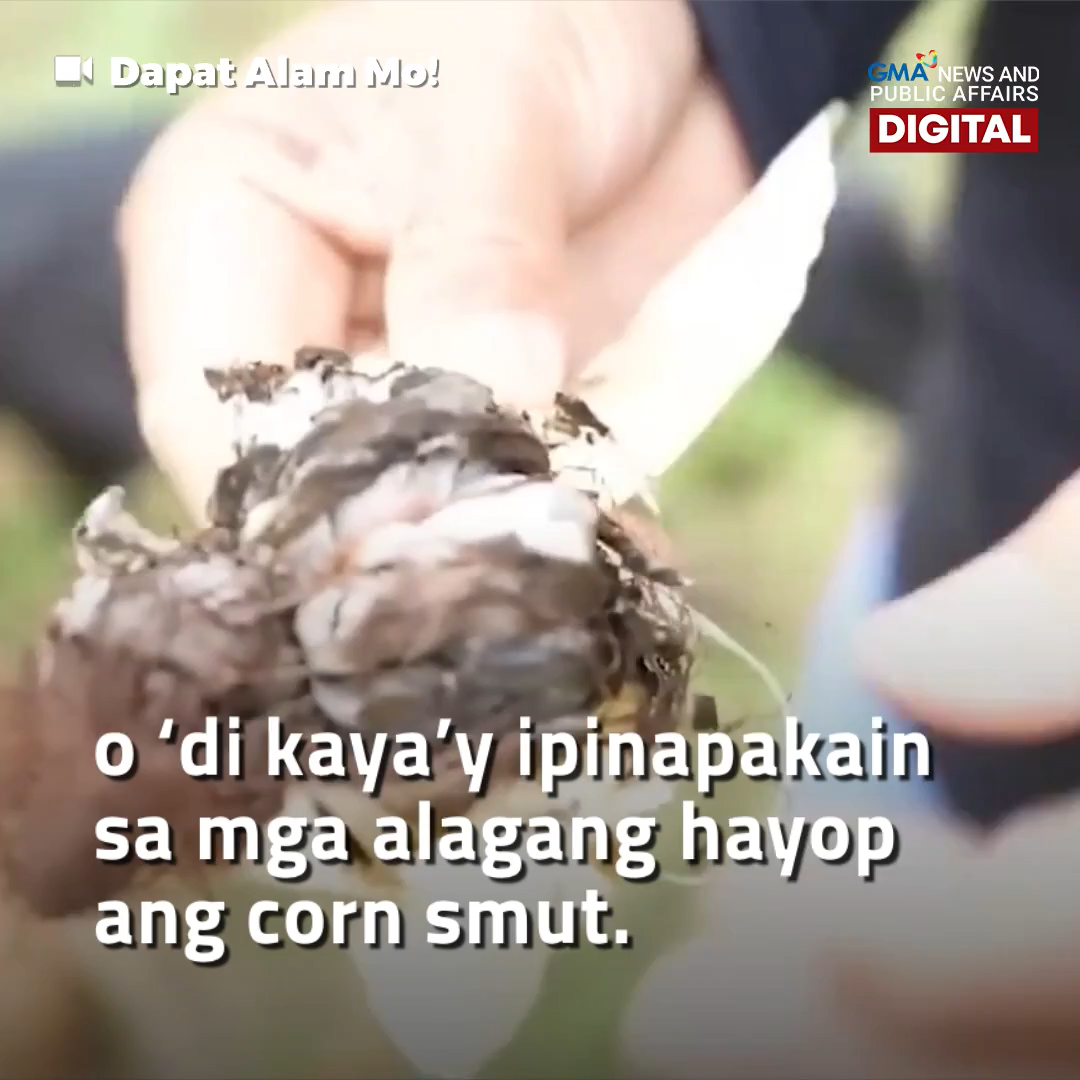 Dapat Alam Mo!
GMA NEWS AND
PUBLIC AFFAIRS
DIGITAL
o ‘di kaya’y ipinapakain
sa mga alagang hayop
ang corn smut.